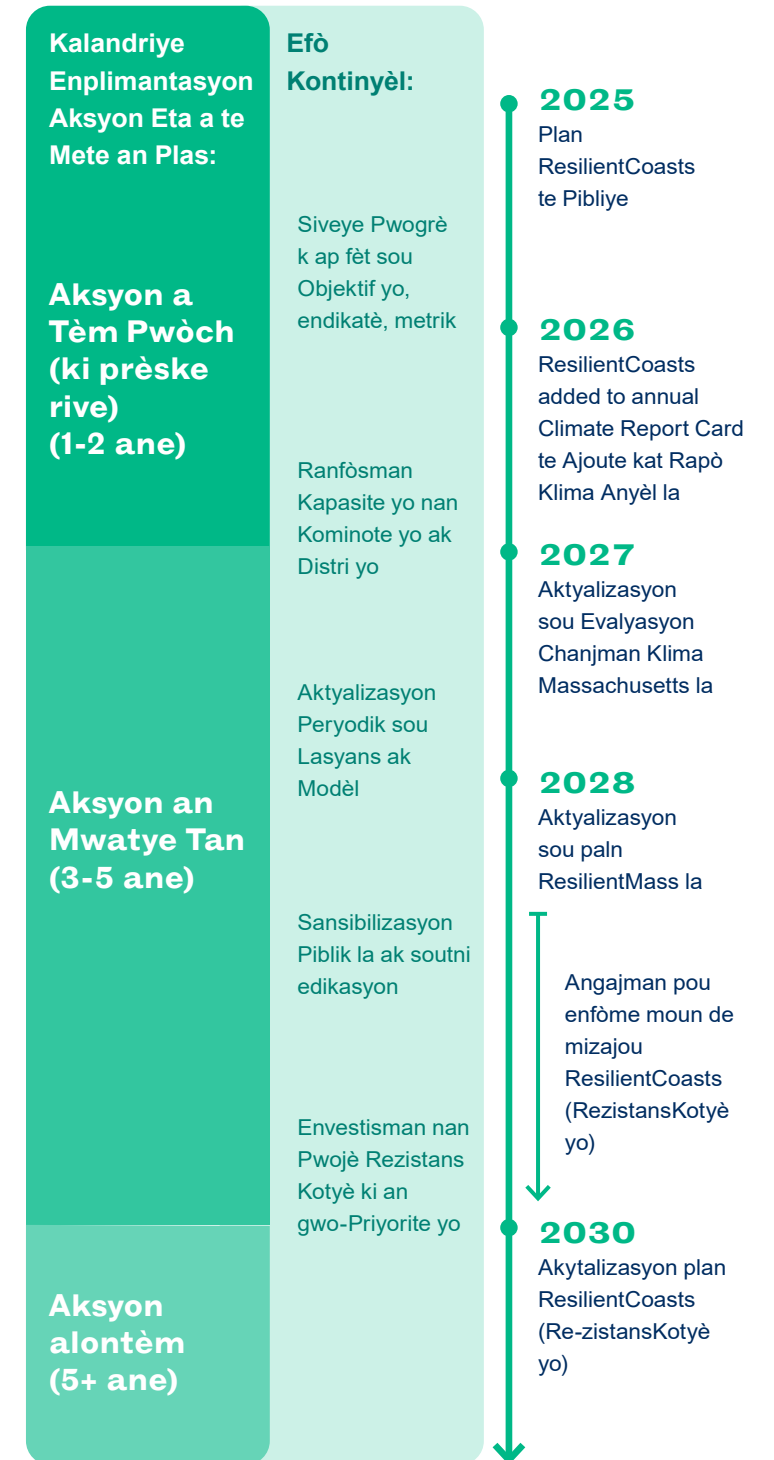 Kalandriye
Enplimantasyon
Aksyon Eta a te
Mete an Plas:
Aksyon a
Tèm Pwòch
(ki prèske
rive)
(1-2 ane)
Aksyon an
Mwatye Tan
(3-5 ane)
Aksyon
alontèm
(5+ ane)
Efò
Kontinyèl:
Siveye Pwogrè
k ap fèt sou
Objektif yo,
endikatè, metrik
Ranfòsman
Kapasite yo nan
Kominote yo ak
Distri yo
Aktyalizasyon
Peryodik sou
Lasyans ak
Modèl
Sansibilizasyon
Piblik la ak soutni
edikasyon
Envestisman nan
Pwojè Rezistans
Kotyè ki an
gwo-Priyorite yo
2025
Plan
ResilientCoasts
te Pibliye
2026
ResilientCoasts
added to annual
Climate Report Card
te Ajoute kat Rapò
Klima Anyèl la
2027
Aktyalizasyon
sou Evalyasyon
Chanjman Klima
Massachusetts la
2028
Aktyalizasyon
sou paln
ResilientMass la
Angajman pou
enfòme moun de
mizajou
ResilientCoasts
(RezistansKotyè
yo)
2030
Akytalizasyon plan
ResilientCoasts
(Re-zistansKotyè
yo)